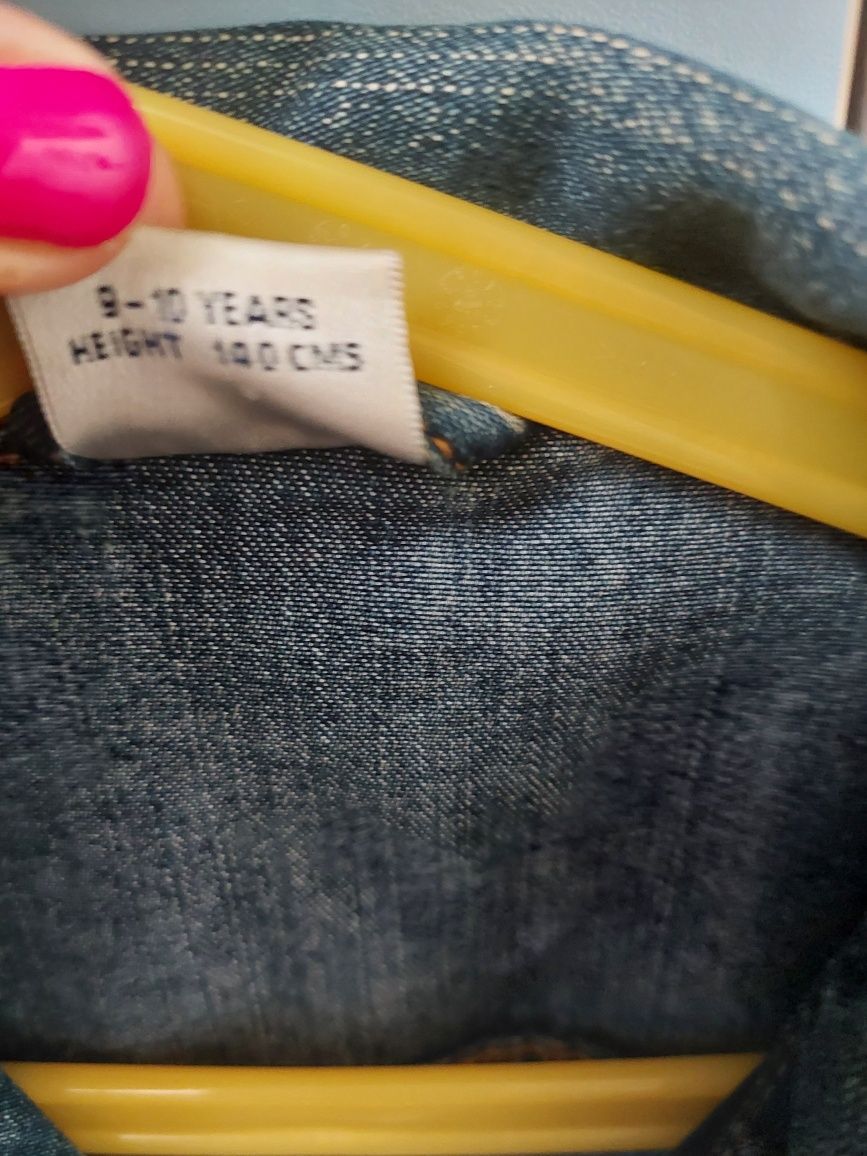 9-10 YEARS
HEIGHT 140 CMS